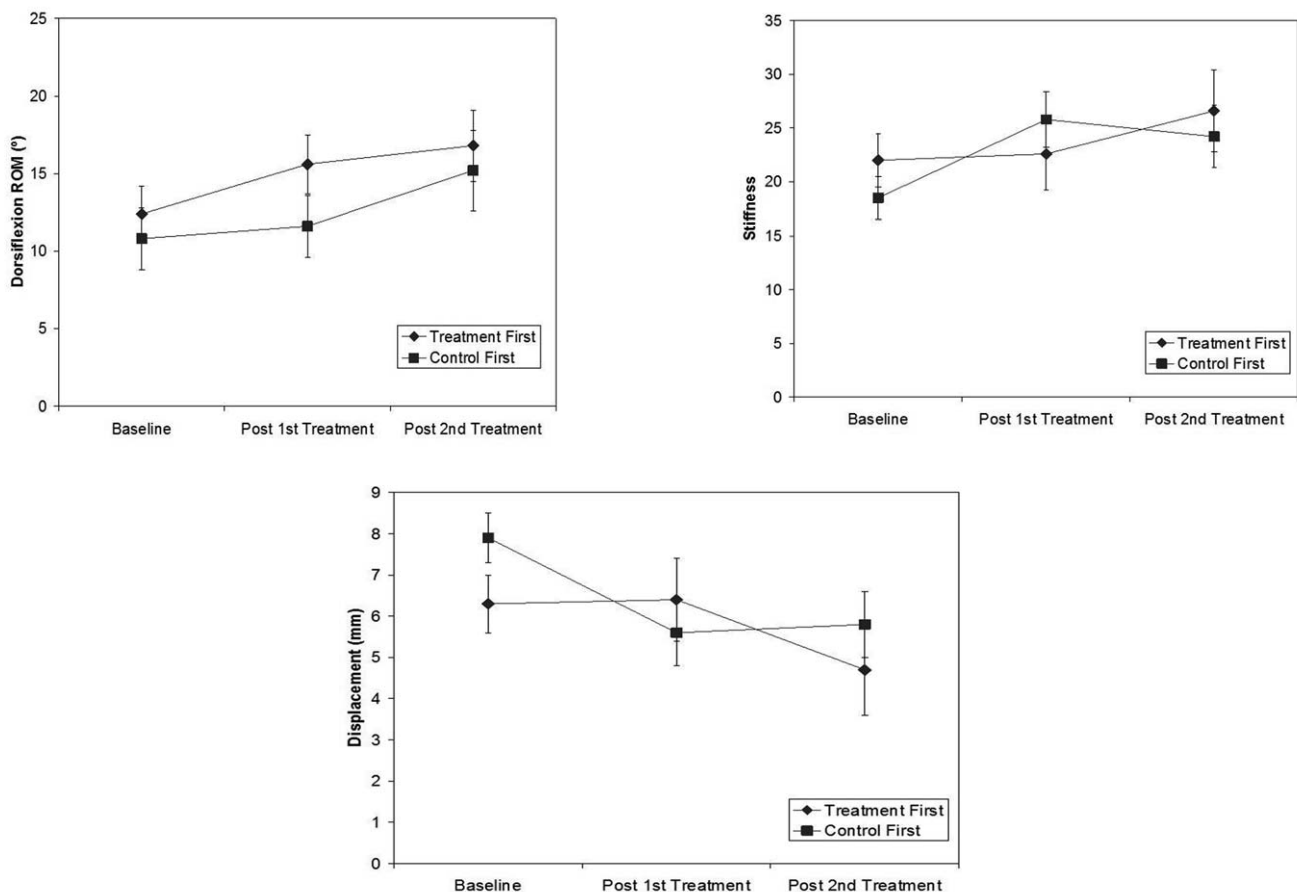 25
20
15
10
5
0
Dorsiflexion ROM (°)
Baseline
Post 1st Treatment
Post 2nd Treatment
Treatment First
Control First
35
30
25
20
15
10
5
0
Stiffness
Baseline
Post 1st Treatment
Post 2nd Treatment
Treatment First
Control First
9
8
7
6
5
4
3
2
1
0
Displacement (mm)
Baseline
Post 1st Treatment
Post 2nd Treatment
Treatment First
Control First